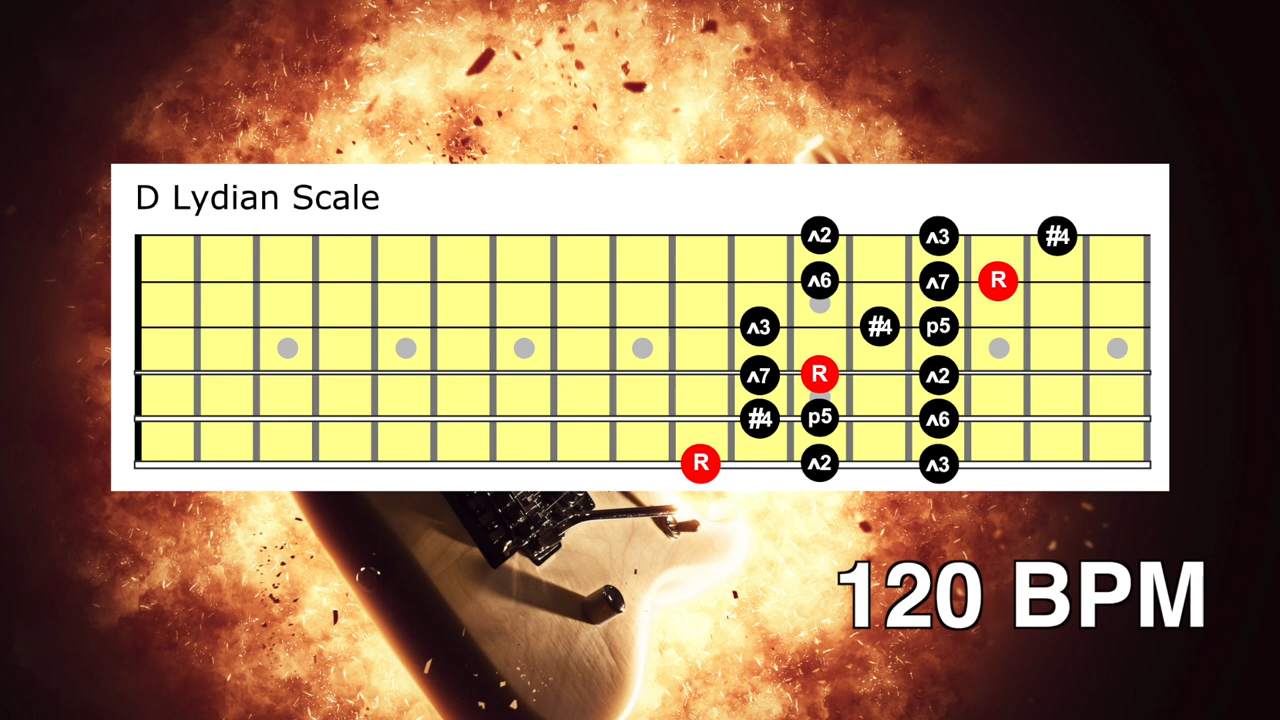 D Lydian Scale
^2 ^3 #4
^6 ^7 R
^3 #4 p5
^7 R ^2
#4 p5 ^6
R ^2 ^3
120 BPM